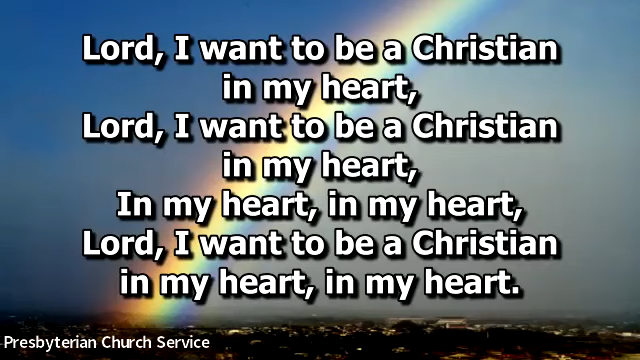 Lord, I want to be a Christian
in my heart,
Lord, I want to be a Christian
in my heart,
In my heart, in my heart,
Lord, I want to be a Christian
in my heart, in my heart.
Presbyterian Church Service